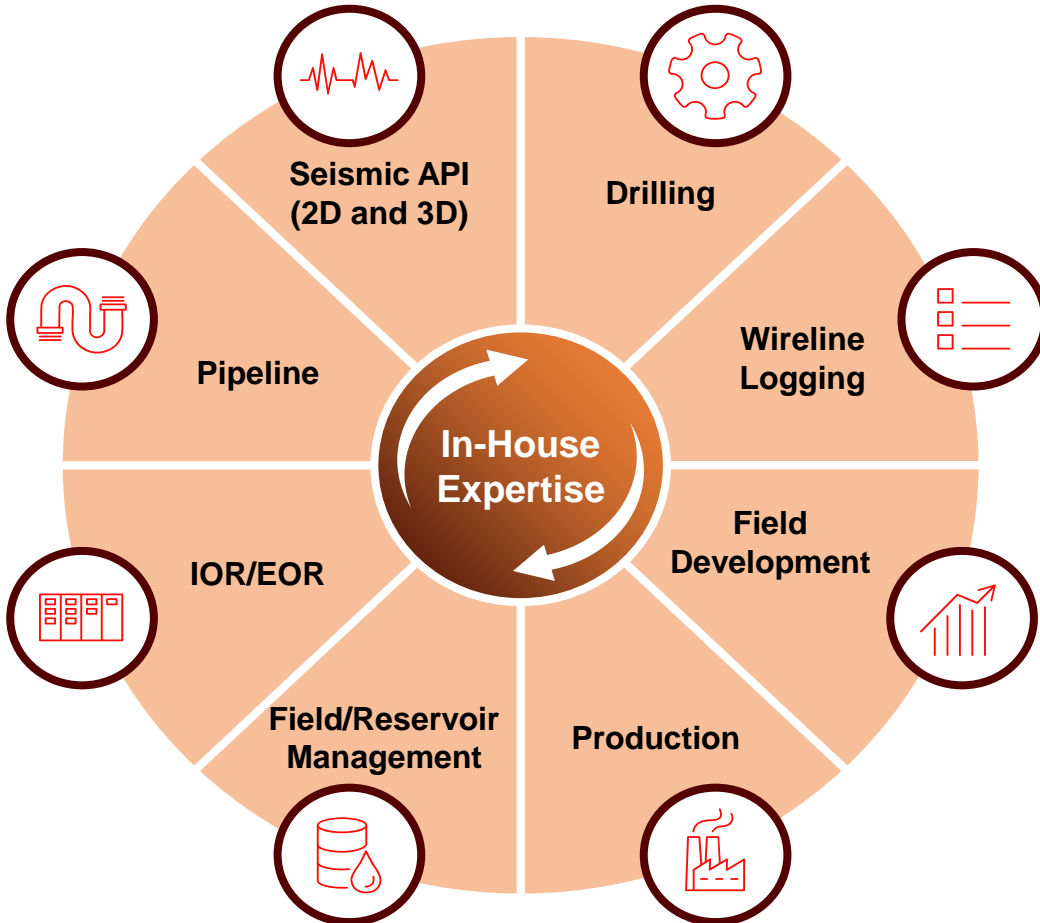 Seismic API
(2D and 3D)
Drilling
Wireline
Logging
Field
Development
Production
Field/Reservoir
Management
IOR/EOR
Pipeline
In-House
Expertise